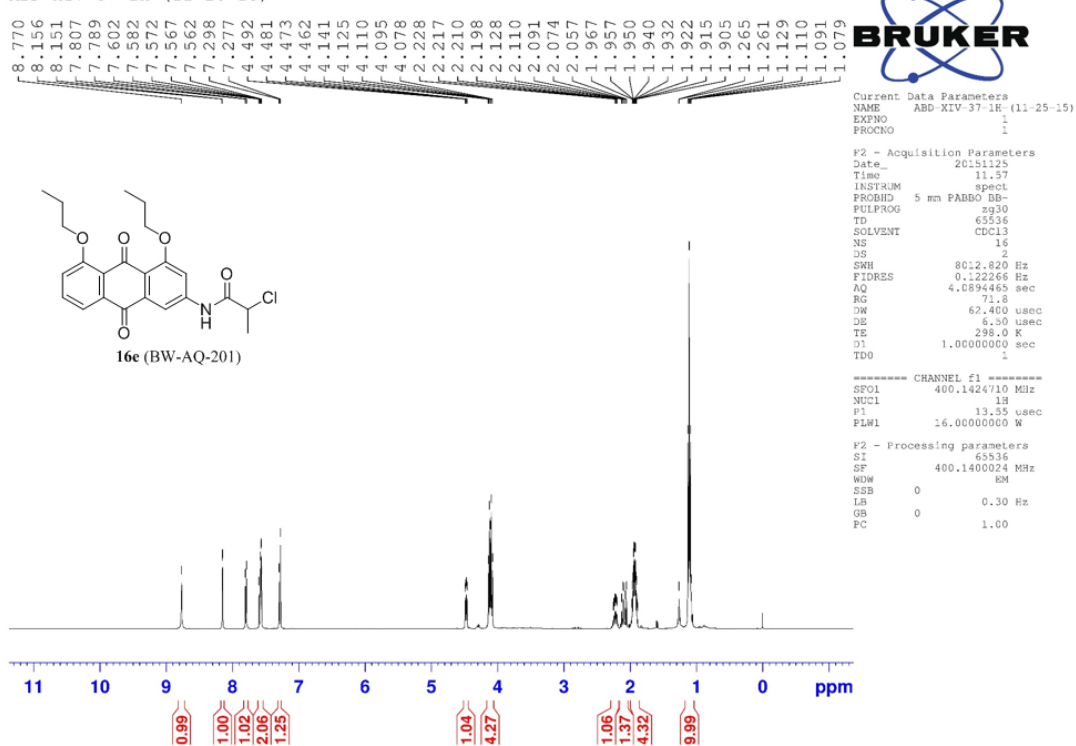 8.770
8.156
8.151
7.807
7.789
7.602
7.582
7.572
7.567
7.562
7.298
7.277
4.492
4.481
4.473
4.462
4.141
4.125
4.110
4.095
4.078
2.228
2.217
2.210
2.198
2.128
2.110
2.091
2.074
2.057
1.967
1.957
1.950
1.940
1.932
1.922
1.915
1.905
1.265
1.261
1.129
1.110
1.091
1.079
BRUKER
Current Data Parameters
NAME ABD-XIV-37-1H-(11-25-15)
EXPNO 1
PROCNO 1
F2 - Acquisition Parameters
Date_ 20151125
Time 11.57
INSTRUM spect
PROBHD 5 mm PABBO BB-
PULPROG zg30
TD 65536
SOLVENT CDCl3
NS 16
DS 2
SWH 8012.820 Hz
FIDRES 0.122266 Hz
AQ 4.0894465 sec
RG 71.8
DW 62.400 usec
DE 6.50 usec
TE 298.0 K
D1 1.00000000 sec
TD0 1
======== CHANNEL f1 ========
SFO1 400.1424710 MHz
NUC1 1H
P1 13.55 usec
PLW1 16.00000000 W
F2 - Processing parameters
SI 65536
SF 400.1400024 MHz
WDW EM
SSB 0
LB 0.30 Hz
GB 0
PC 1.00
O O
O O
O Cl
N
H
O
16e (BW-AQ-201)
11 10 9 8 7 6 5 4 3 2 1 0 ppm
0.99 1.00 1.02 2.06 1.25 1.04 4.27 1.06 1.37 4.32 9.99